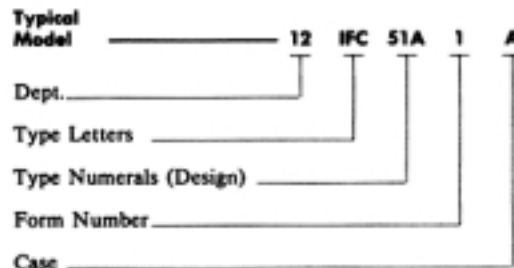 Typical
Model 12 IFC 51A 1 A
Dept.
Type Letters
Type Numerals (Design)
Form Number
Case